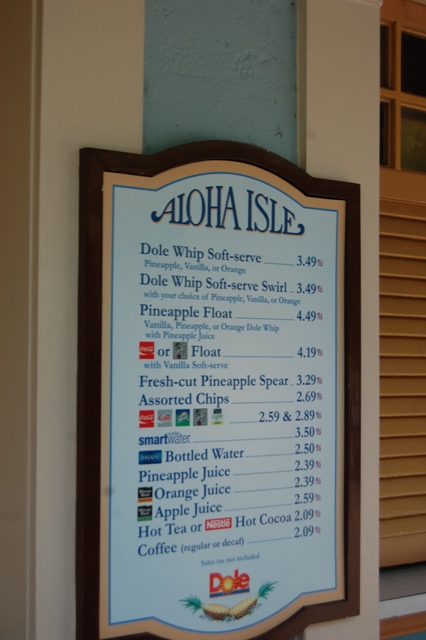 ALOHA ISLE
Dole Whip Soft-serve 3.49
Pineapple, Vanilla, or Orange
Dole Whip Soft-serve Swirl 3.49
with your choice of Pineapple, Vanilla, or Orange
Pineapple Float 4.49
Vanilla, Pineapple, or Orange Dole Whip
with Pineapple Juice
Coca-Cola or Float 4.19
with Vanilla Soft-serve
Fresh-cut Pineapple Spear 3.29
Assorted Chips 2.69
Coca-Cola 2.59 & 2.89
smartwater 3.50
DASANI Bottled Water 2.50
Pineapple Juice 2.39
Orange Juice 2.39
Apple Juice 2.59
Hot Tea or Nestlé Hot Cocoa 2.09
Coffee (regular or decaf) 2.09
Sales tax not included
Dole